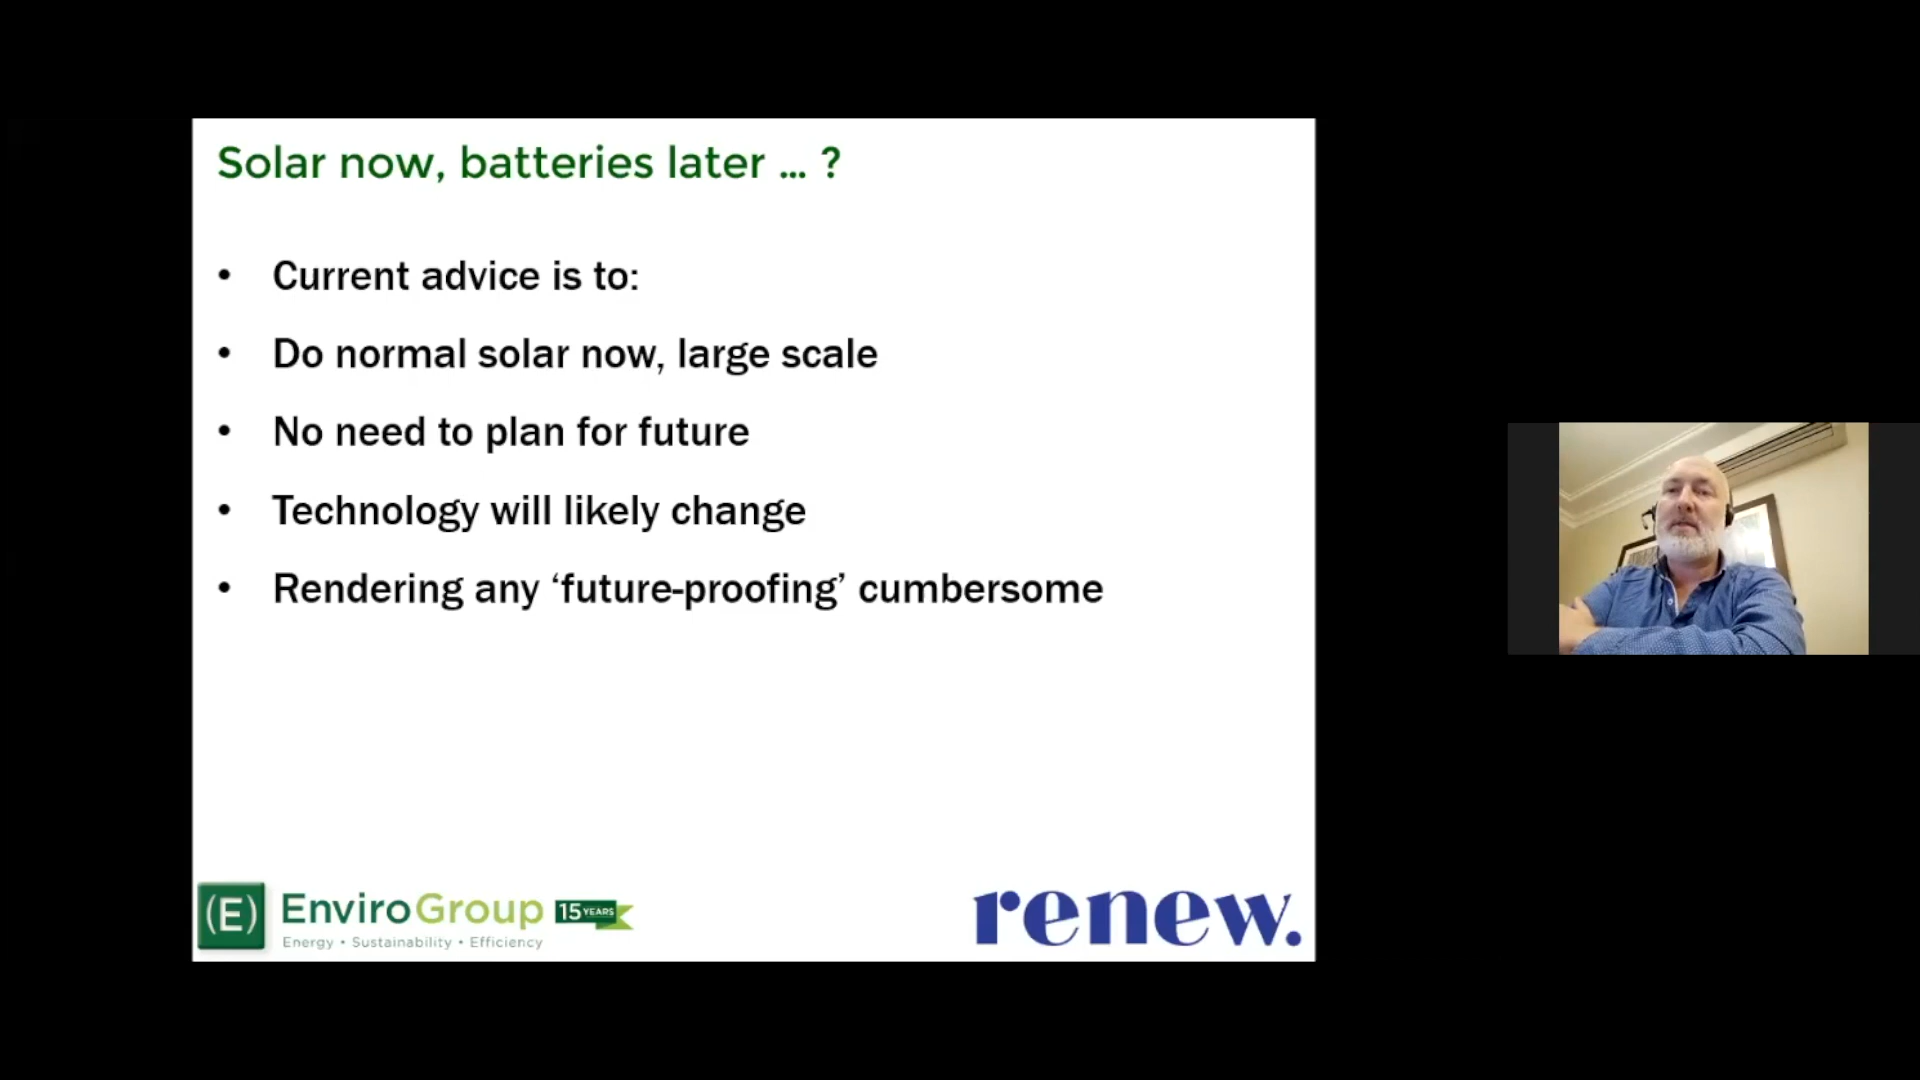 Solar now, batteries later ... ?
• Current advice is to:
• Do normal solar now, large scale
• No need to plan for future
• Technology will likely change
• Rendering any ‘future-proofing’ cumbersome
(E) EnviroGroup 15 YEARS
Energy • Sustainability • Efficiency
renew.